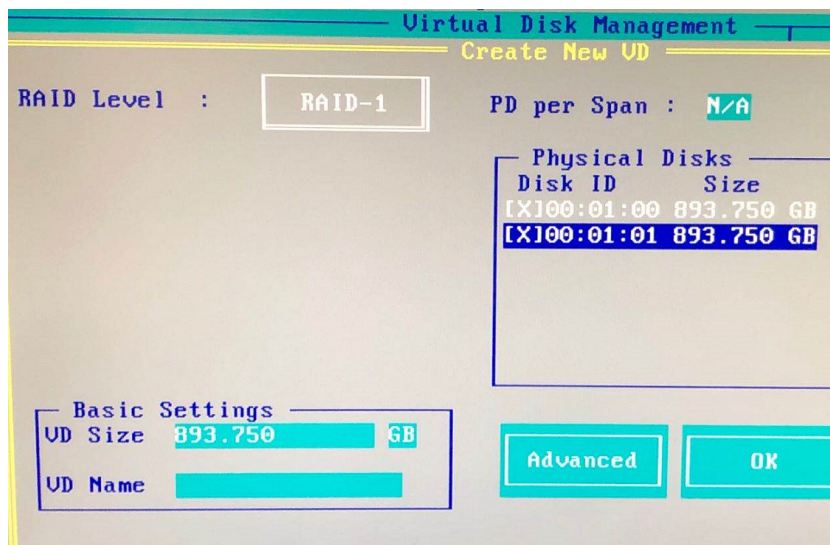 Virtual Disk Management
Create New VD
RAID Level : RAID-1
PD per Span : N/A
Physical Disks
Disk ID Size
[X]00:01:00 893.750 GB
[X]00:01:01 893.750 GB
Basic Settings
VD Size 893.750 GB
VD Name
Advanced
OK